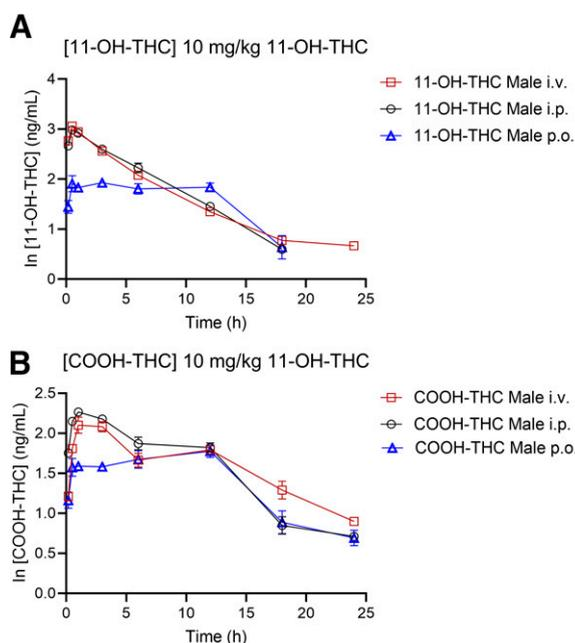 A
[11-OH-THC] 10 mg/kg 11-OH-THC
ln [11-OH-THC] (ng/mL)
4
3
2
1
0
0 5 10 15 20 25
Time (h)
11-OH-THC Male i.v.
11-OH-THC Male i.p.
11-OH-THC Male p.o.
B
[COOH-THC] 10 mg/kg 11-OH-THC
ln [COOH-THC] (ng/mL)
2.5
2.0
1.5
1.0
0.5
0.0
0 5 10 15 20 25
Time (h)
COOH-THC Male i.v.
COOH-THC Male i.p.
COOH-THC Male p.o.